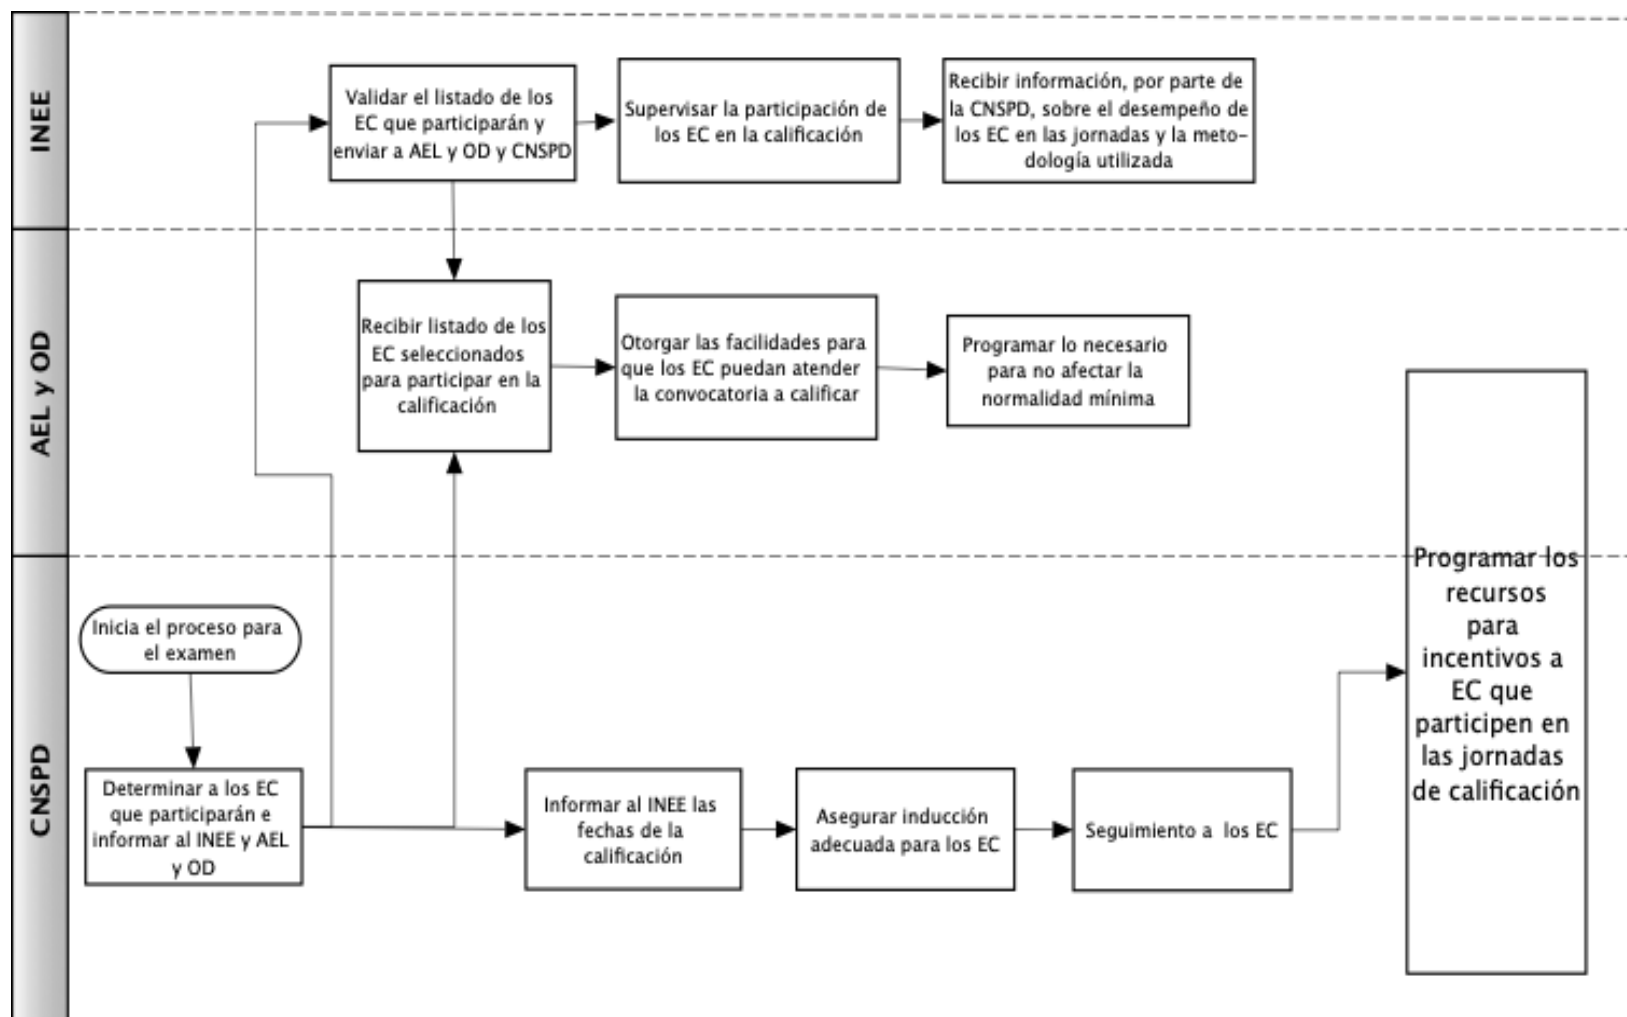 INEE
Validar el listado de los
EC que participarán y
enviar a AEL y OD y CNSPD
Supervisar la participación de
los EC en la calificación
Recibir información, por parte de
la CNSPD, sobre el desempeño de
los EC en las jornadas y la meto-
dología utilizada
AEL y OD
Recibir listado de los
EC seleccionados
para participar en la
calificación
Otorgar las facilidades para
que los EC puedan atender
la convocatoria a calificar
Programar lo necesario
para no afectar la
normalidad mínima
CNSPD
Inicia el proceso para
el examen
Determinar a los EC
que participarán e
informar al INEE y AEL
y OD
Informar al INEE las
fechas de la
calificación
Asegurar inducción
adecuada para los EC
Seguimiento a los EC
Programar los
recursos
para
incentivos a
EC que
participen en
las jornadas
de calificación